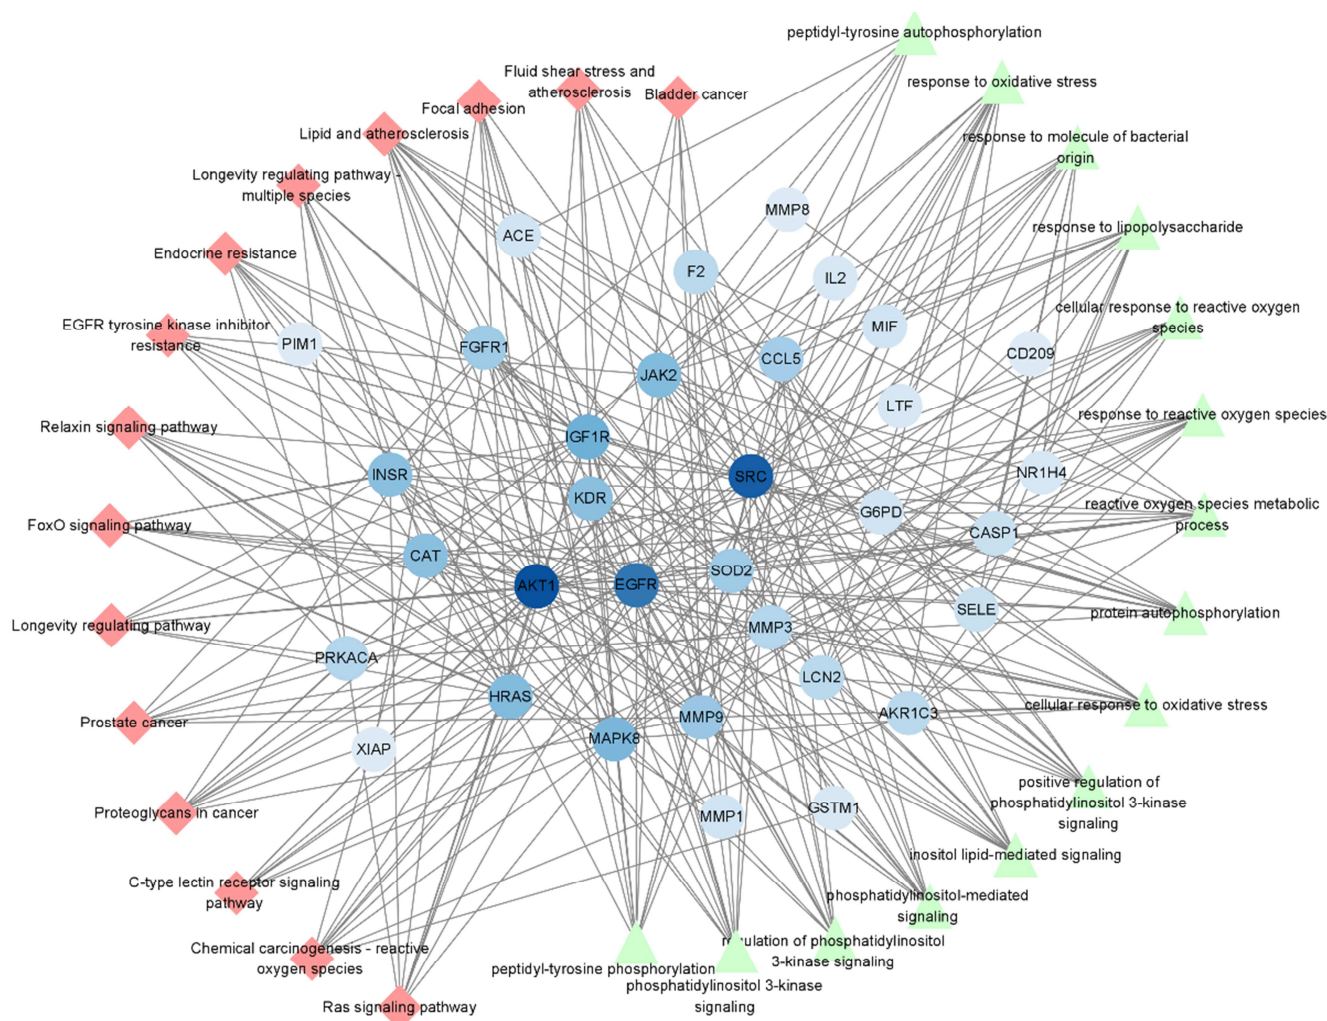 peptidyl-tyrosine autophosphorylation
Fluid shear stress and
atherosclerosis
Bladder cancer
response to oxidative stress
Focal adhesion
Lipid and atherosclerosis
response to molecule of bacterial
origin
Longevity regulating pathway -
multiple species
MMP8
ACE
response to lipopolysaccharide
Endocrine resistance
F2
IL2
cellular response to reactive oxygen
species
EGFR tyrosine kinase inhibitor
resistance
PIM1
FGFR1
MIF
CCL5
CD209
JAK2
LTF
response to reactive oxygen species
Relaxin signaling pathway
IGF1R
INSR
SRC
NR1H4
KDR
G6PD
reactive oxygen species metabolic
process
FoxO signaling pathway
CASP1
CAT
AKT1
EGFR
SOD2
SELE
protein autophosphorylation
Longevity regulating pathway
MMP3
PRKACA
LCN2
HRAS
cellular response to oxidative stress
Prostate cancer
MMP9
AKR1C3
MAPK8
XIAP
positive regulation of
phosphatidylinositol 3-kinase
signaling
Proteoglycans in cancer
MMP1
GSTM1
inositol lipid-mediated signaling
C-type lectin receptor signaling
pathway
phosphatidylinositol-mediated
signaling
Chemical carcinogenesis - reactive
oxygen species
regulation of phosphatidylinositol
3-kinase signaling
peptidyl-tyrosine phosphorylation
phosphatidylinositol 3-kinase
signaling
Ras signaling pathway